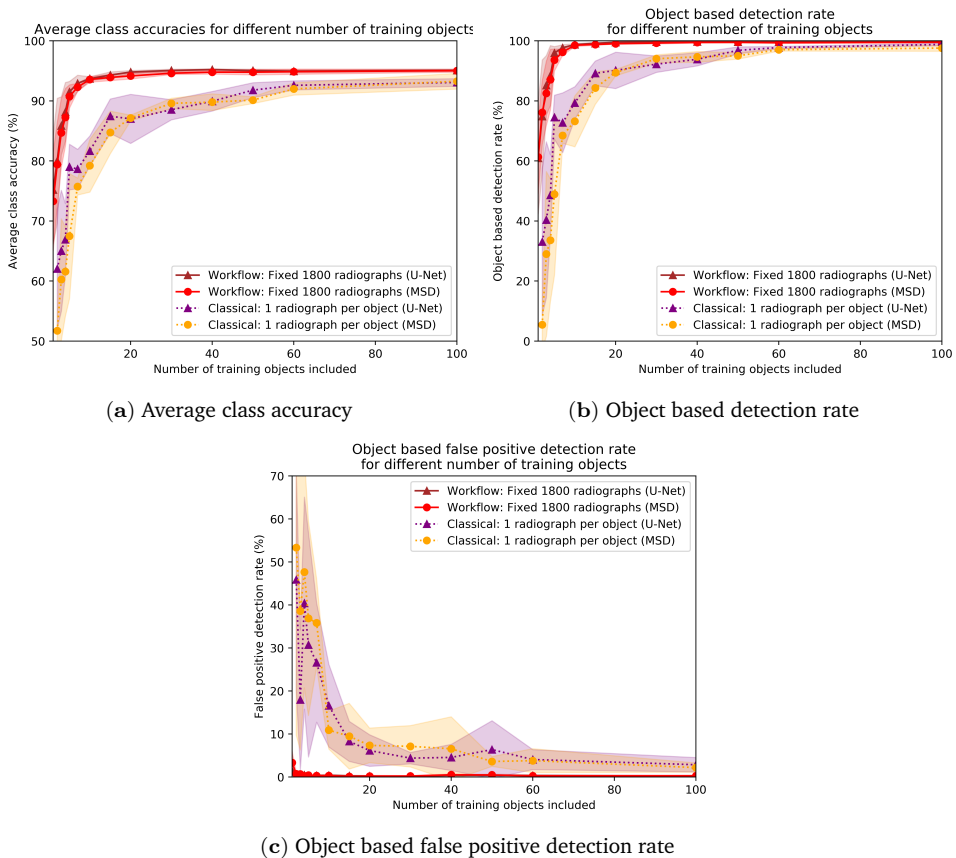 Average class accuracies for different number of training objects
100
90
80
70
60
50
20
40
60
80
100
Average class accuracy (%)
Number of training objects included
Workflow: Fixed 1800 radiographs (U-Net)
Workflow: Fixed 1800 radiographs (MSD)
Classical: 1 radiograph per object (U-Net)
Classical: 1 radiograph per object (MSD)
(a) Average class accuracy
Object based detection rate
for different number of training objects
100
80
60
40
20
0
20
40
60
80
100
Object based detection rate (%)
Number of training objects included
Workflow: Fixed 1800 radiographs (U-Net)
Workflow: Fixed 1800 radiographs (MSD)
Classical: 1 radiograph per object (U-Net)
Classical: 1 radiograph per object (MSD)
(b) Object based detection rate
Object based false positive detection rate
for different number of training objects
70
60
50
40
30
20
10
0
20
40
60
80
100
False positive detection rate (%)
Number of training objects included
Workflow: Fixed 1800 radiographs (U-Net)
Workflow: Fixed 1800 radiographs (MSD)
Classical: 1 radiograph per object (U-Net)
Classical: 1 radiograph per object (MSD)
(c) Object based false positive detection rate